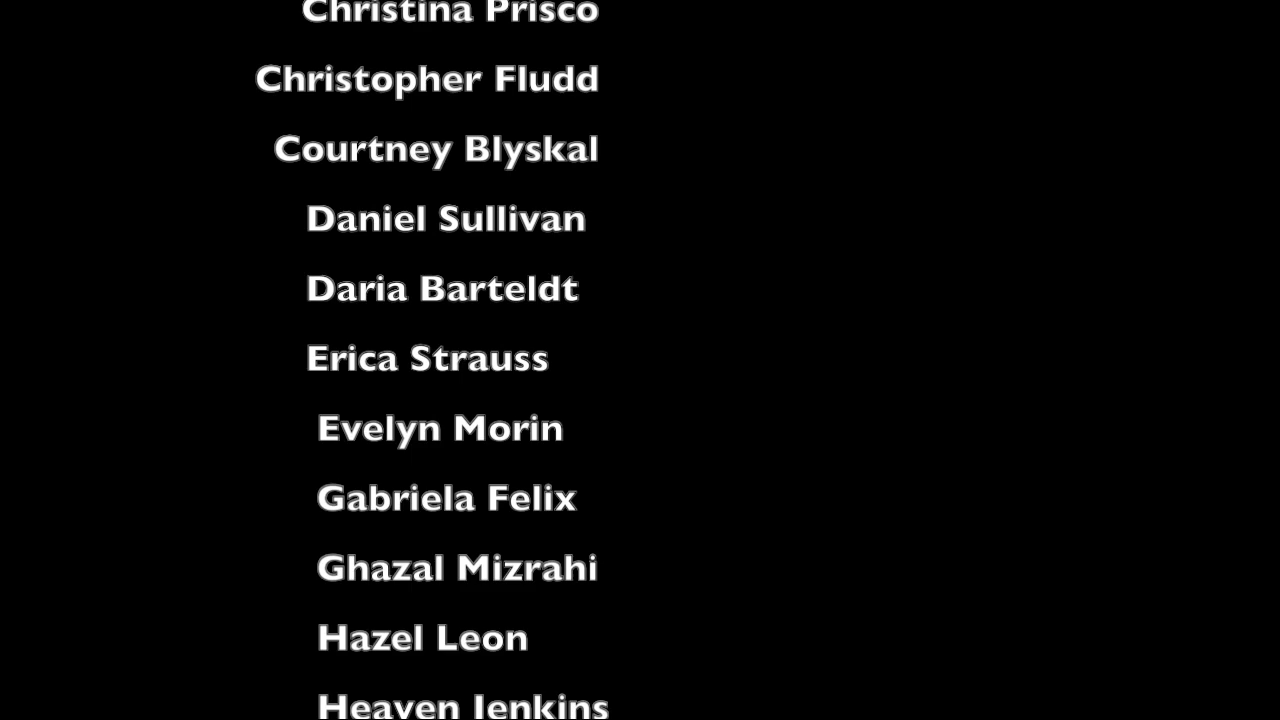 Christina Prisco
Christopher Fludd
Courtney Blyskal
Daniel Sullivan
Daria Barteldt
Erica Strauss
Evelyn Morin
Gabriela Felix
Ghazal Mizrahi
Hazel Leon
Heaven Jenkins